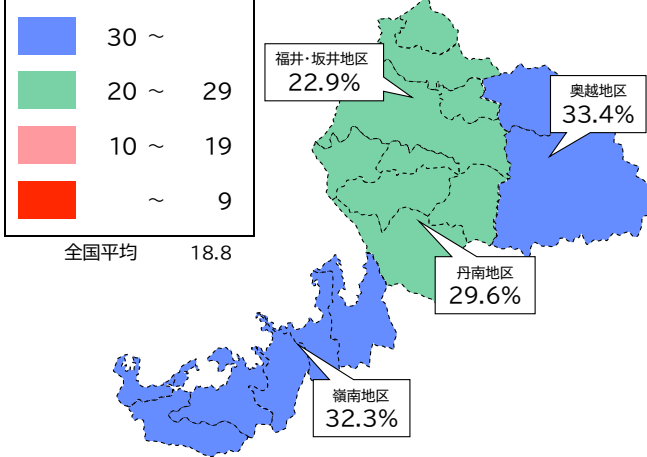 30 ～
20 ～ 29
10 ～ 19
～ 9
全国平均 18.8
福井・坂井地区
22.9%
奥越地区
33.4%
丹南地区
29.6%
嶺南地区
32.3%